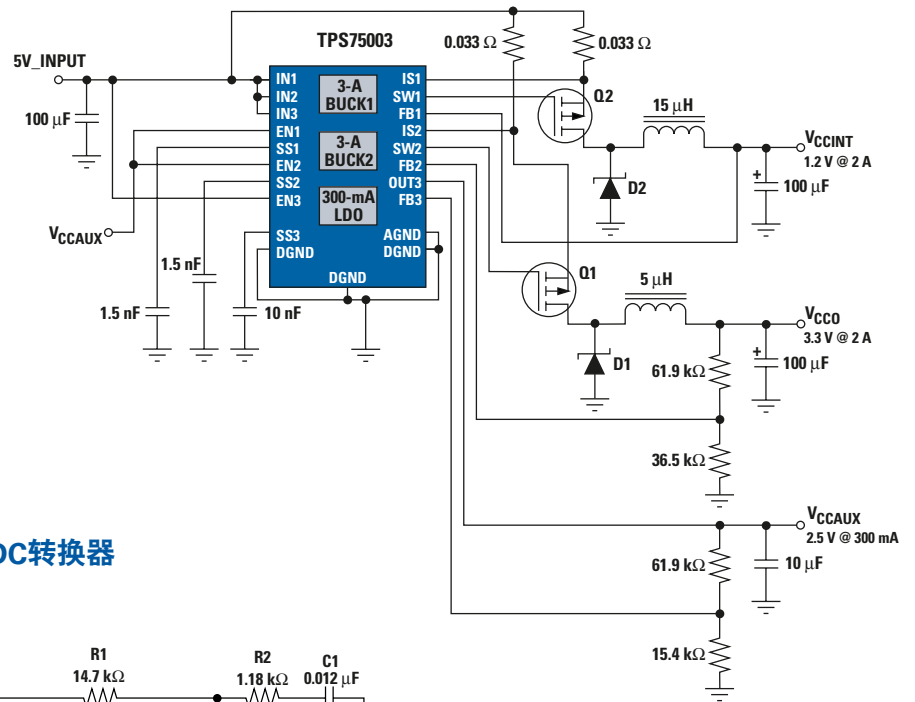 TPS75003
0.033 Ω
0.033 Ω
5V_INPUT
100 µF
IN1
IN2
IN3
EN1
SS1
EN2
SS2
EN3
SS3
DGND
3-A
BUCK1
3-A
BUCK2
300-mA
LDO
DGND
IS1
SW1
FB1
IS2
SW2
FB2
OUT3
FB3
AGND
DGND
Q2
15 µH
VCCINT
1.2 V @ 2 A
+
100 µF
D2
VCCAUX
1.5 nF
1.5 nF
10 nF
Q1
5 µH
VCCO
3.3 V @ 2 A
+
100 µF
D1
61.9 kΩ
36.5 kΩ
VCCAUX
2.5 V @ 300 mA
61.9 kΩ
10 µF
15.4 kΩ
DC转换器
R1
14.7 kΩ
R2
1.18 kΩ
C1
0.012 µF